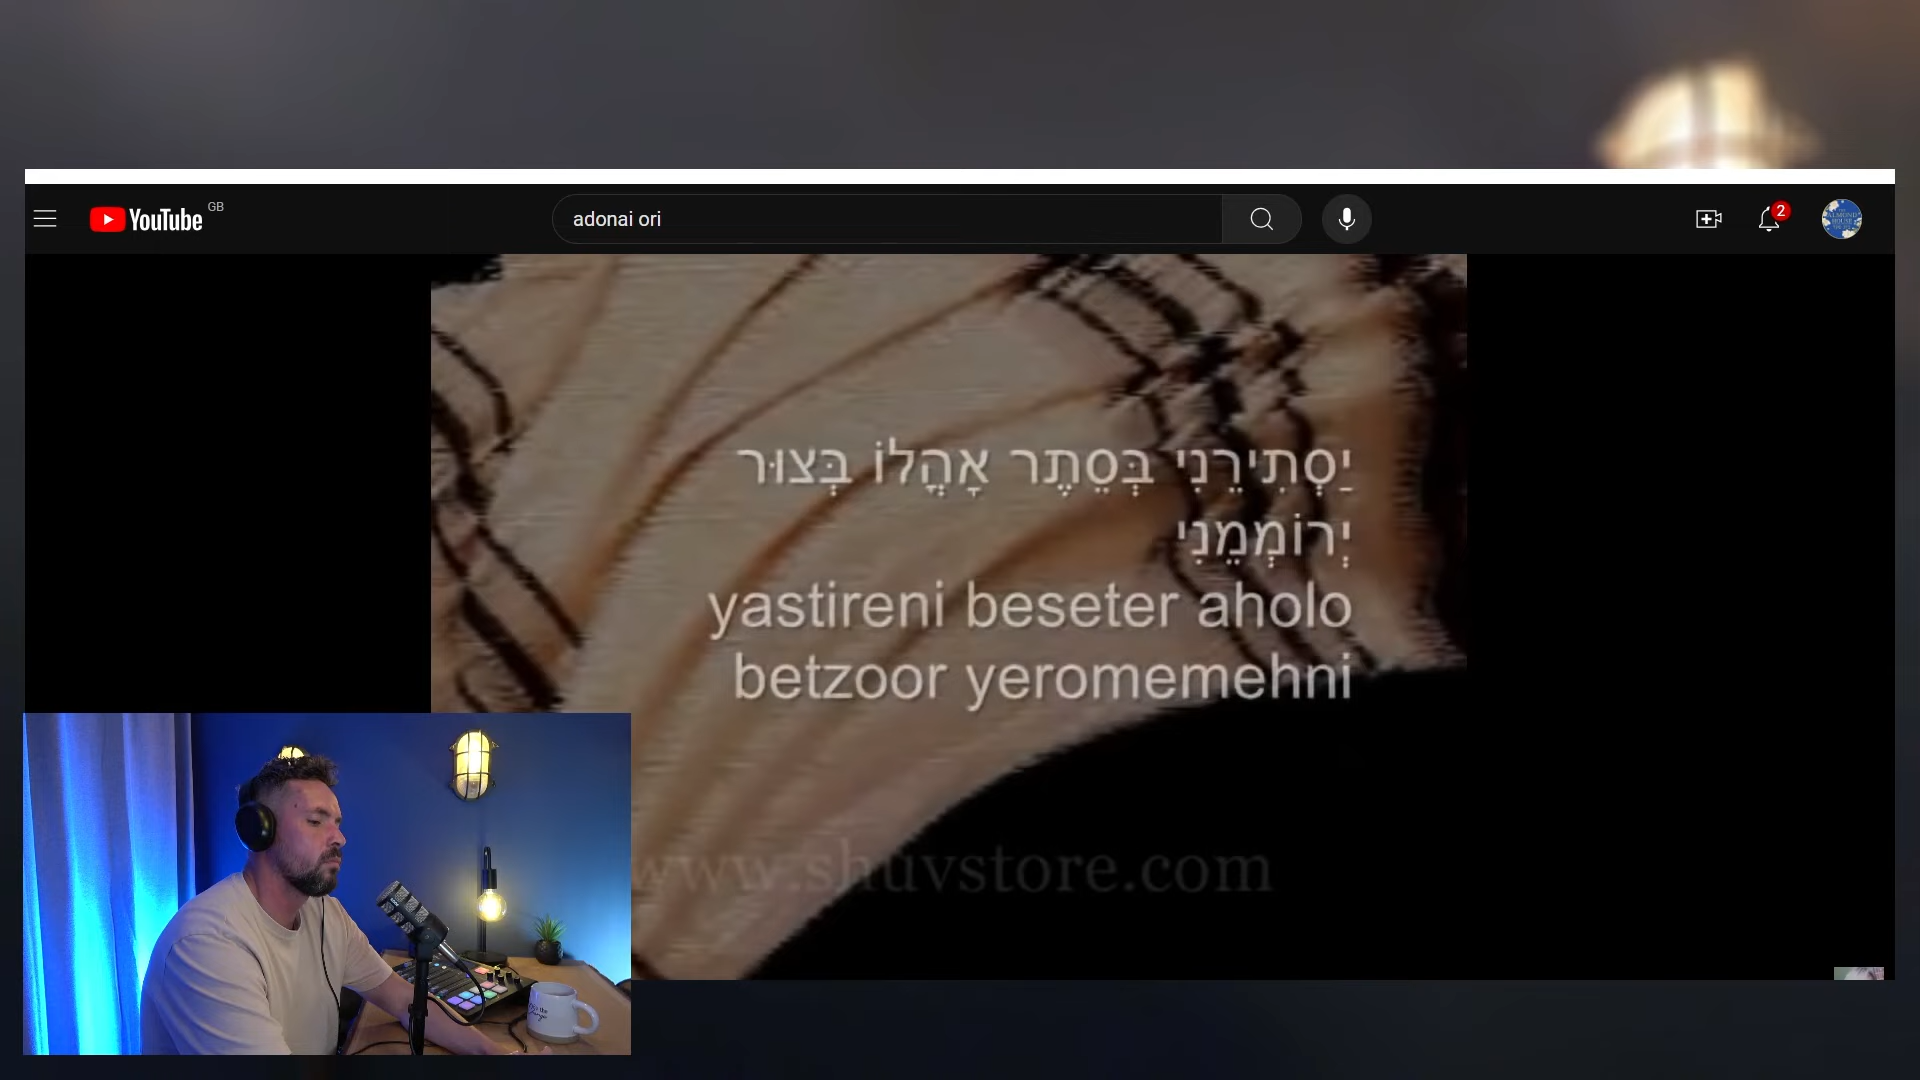 YouTube GB
adonai ori
2
יַסְתִּירֵנִי בְּסֵתֶר אָהֳלוֹ בְּצוּר
יְרוֹמְמֵנִי
yastireni beseter aholo
betzoor yeromemehni
www.shuvstore.com